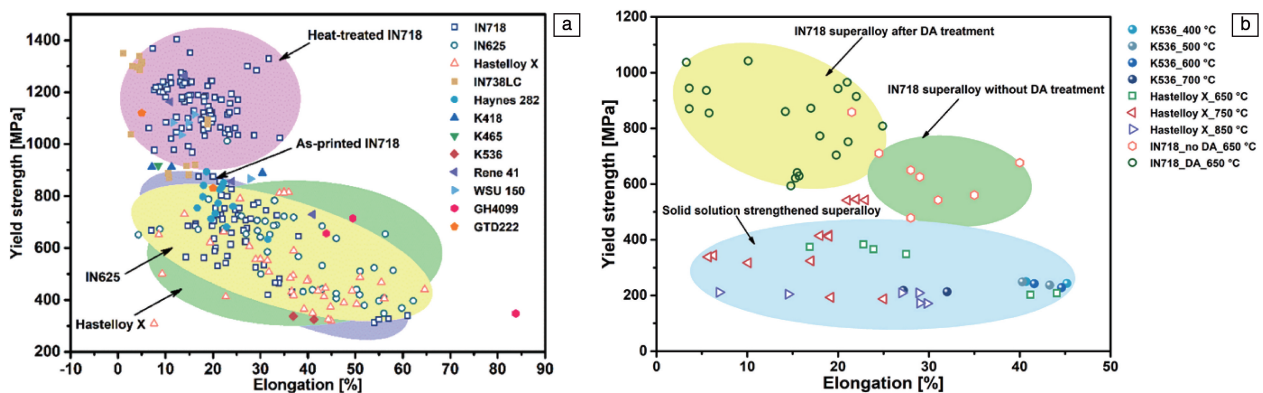 a
Heat-treated IN718
As-printed IN718
IN625
Hastelloy X
Yield strength [MPa]
1400
1200
1000
800
600
400
200
-10
0
10
20
30
40
50
60
70
80
90
Elongation [%]
IN718
IN625
Hastelloy X
IN738LC
Haynes 282
K418
K465
K536
Rene 41
WSU 150
GH4099
GTD222
b
IN718 superalloy after DA treatment
IN718 superalloy without DA treatment
Solid solution strengthened superalloy
Yield strength [MPa]
1200
1000
800
600
400
200
0
0
10
20
30
40
50
Elongation [%]
K536_400 °C
K536_500 °C
K536_600 °C
K536_700 °C
Hastelloy X_650 °C
Hastelloy X_750 °C
Hastelloy X_850 °C
IN718_no DA_650 °C
IN718_DA_650 °C